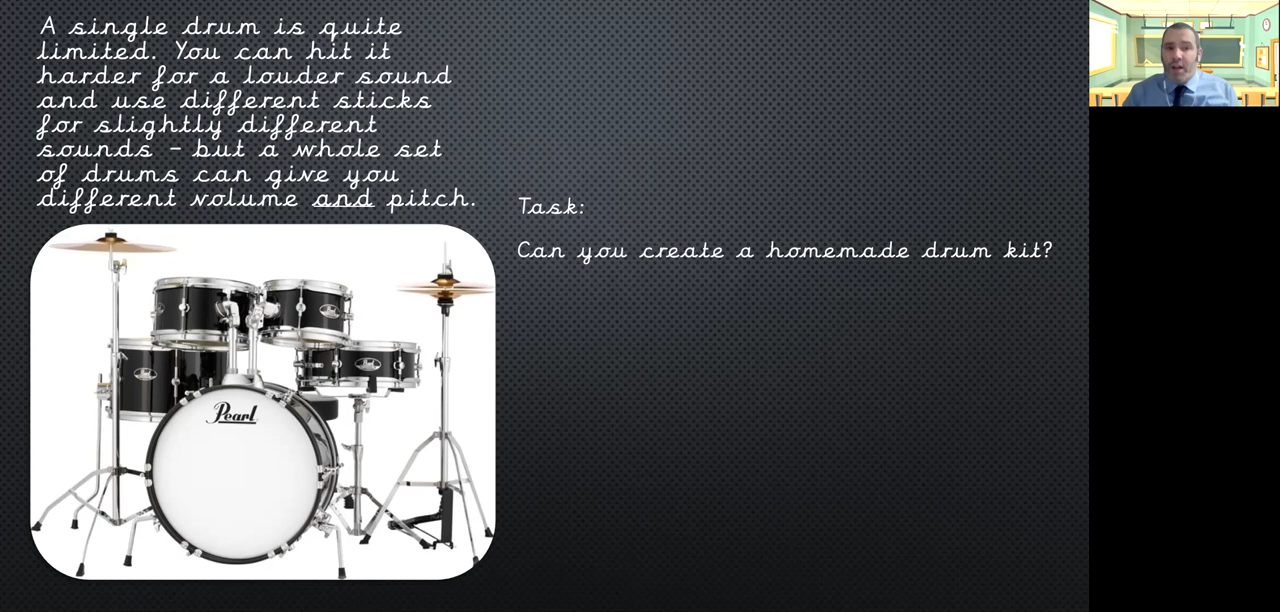 A single drum is quite
limited. You can hit it
harder for a louder sound
and use different sticks
for slightly different
sounds - but a whole set
of drums can give you
different volume and pitch.
Task:
Can you create a homemade drum kit?
Pearl